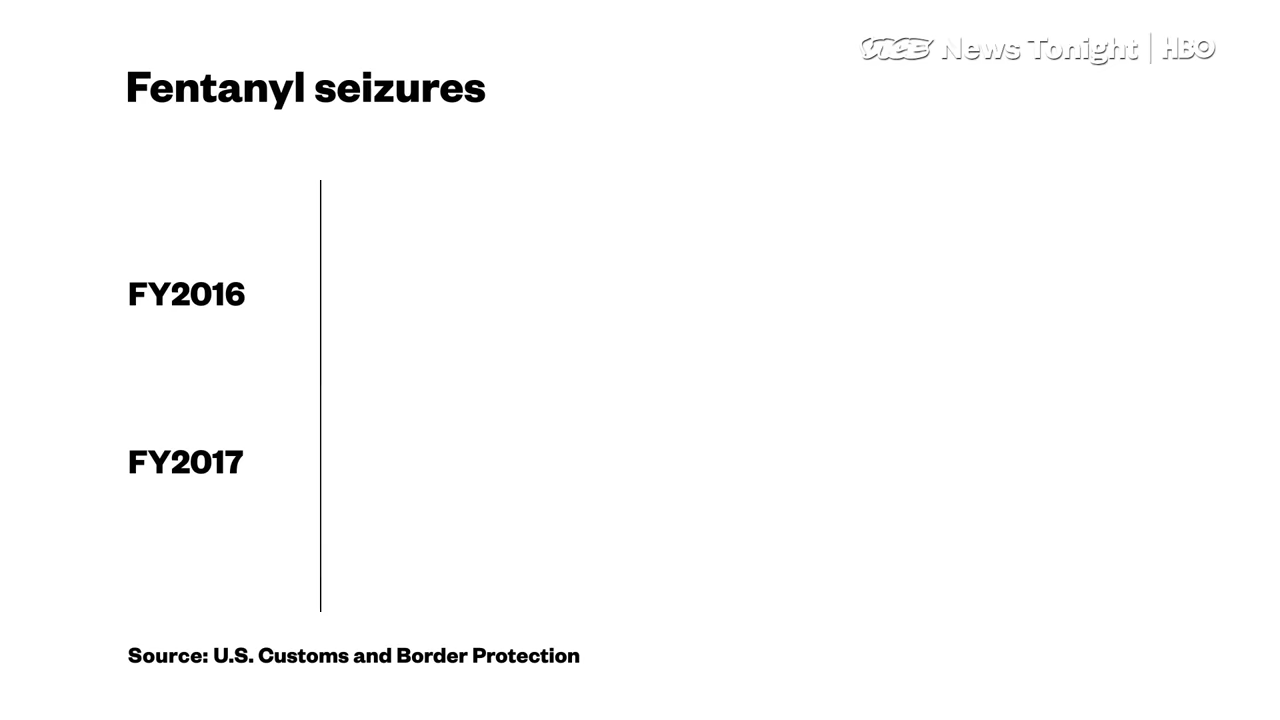 VICE News Tonight | HBO
Fentanyl seizures
FY2016
FY2017
Source: U.S. Customs and Border Protection